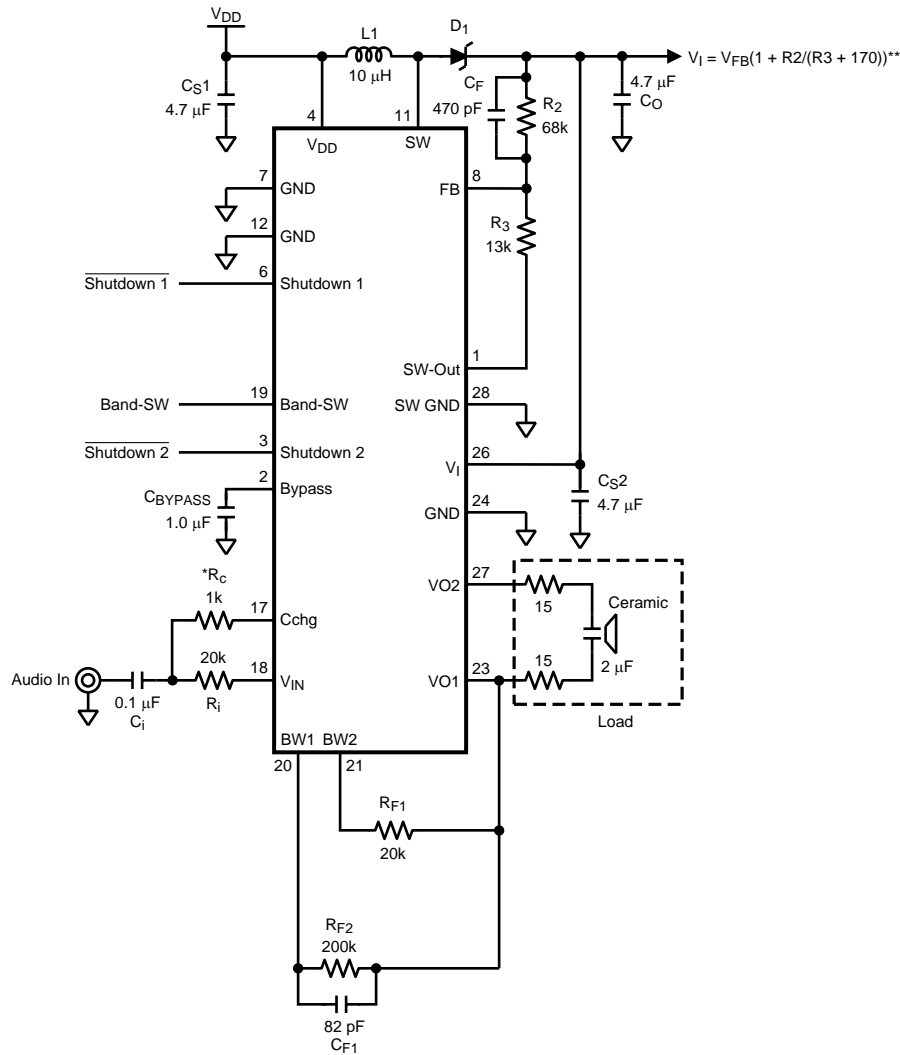 VDD
L1
10 μH
D1
VI = VFB(1 + R2/(R3 + 170))**
CS1
4.7 μF
CF
470 pF
R2
68k
4.7 μF
CO
4
VDD
11
SW
7
GND
8
FB
12
GND
R3
13k
6
Shutdown 1
Shutdown 1
1
SW-Out
19
Band-SW
Band-SW
28
SW GND
3
Shutdown 2
Shutdown 2
26
VI
2
Bypass
CBYPASS
1.0 μF
CS2
4.7 μF
24
GND
27
VO2
15
Ceramic
2 μF
*RC
1k
17
Cchg
Audio In
0.1 μF
Ci
20k
Ri
18
VIN
23
VO1
15
Load
BW1
BW2
20
21
RF1
20k
RF2
200k
82 pF
CF1